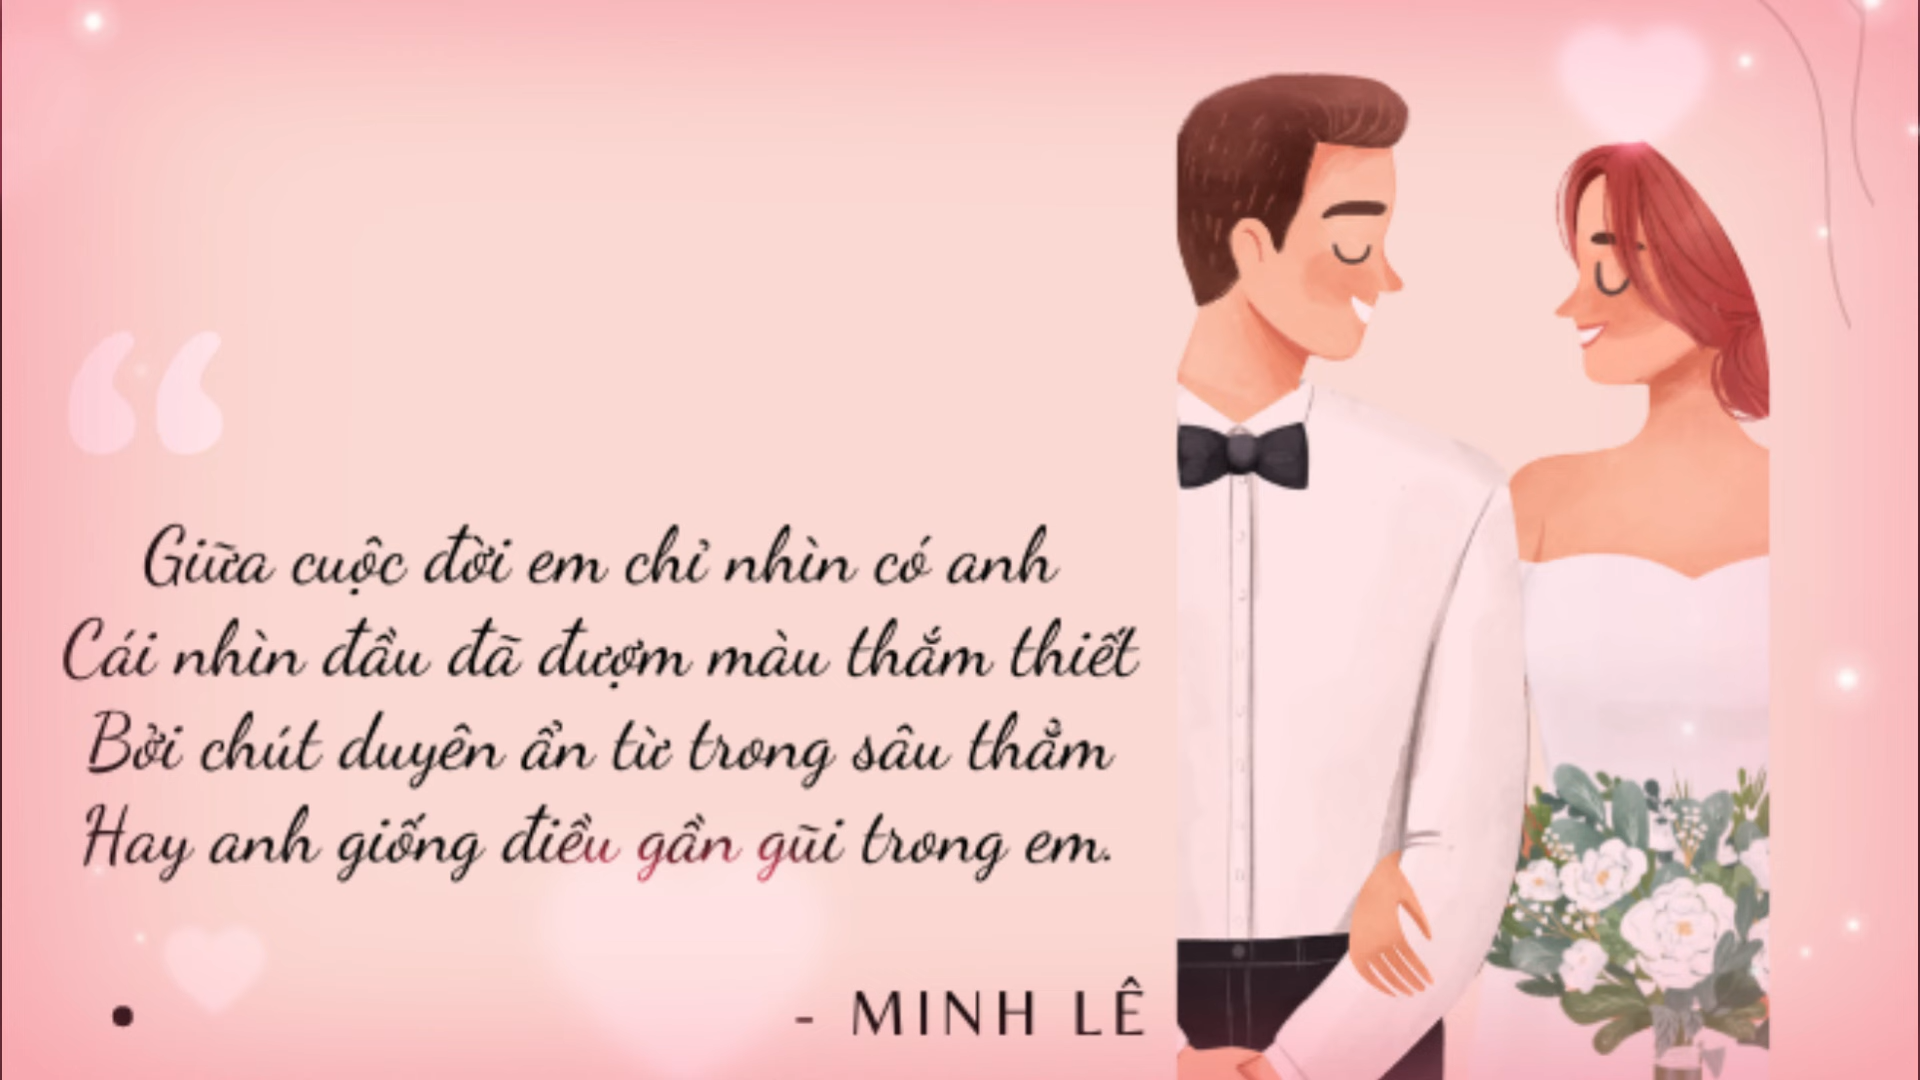 Giữa cuộc đời em chỉ nhìn có anh
Cái nhìn đầu đã đượm màu thắm thiết
Bởi chút duyên ẩn từ trong sâu thẳm
Hay anh giống điều gần gũi trong em.
- MINH LÊ